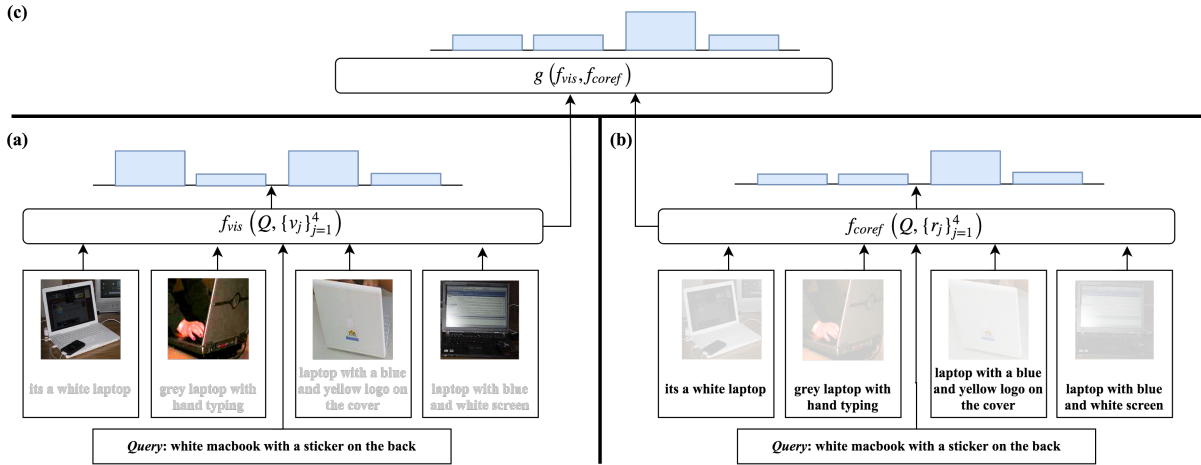 (c)
g (f_vis, f_coref)
(a)
f_vis (Q, {v_j}^4_{j=1})
its a white laptop
grey laptop with
hand typing
laptop with a blue
and yellow logo on
the cover
laptop with blue
and white screen
Query: white macbook with a sticker on the back
(b)
f_coref (Q, {r_j}^4_{j=1})
its a white laptop
grey laptop with
hand typing
laptop with a blue
and yellow logo on
the cover
laptop with blue
and white screen
Query: white macbook with a sticker on the back